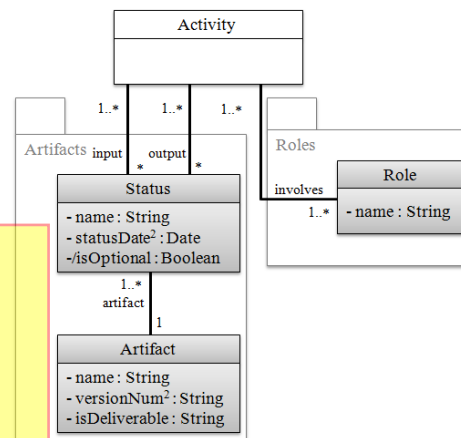 Activity
1..*
1..*
1..*
Artifacts
input
output
*
*
Roles
Status
- name : String
- statusDate² : Date
-/isOptional : Boolean
Role
- name : String
involves
1..*
1..*
artifact
1
Artifact
- name : String
- versionNum² : String
- isDeliverable : String